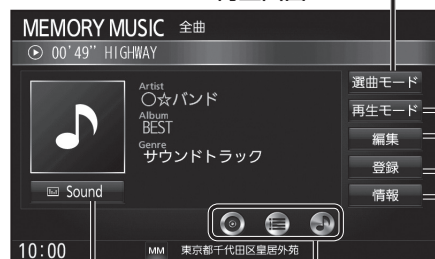 MEMORY MUSIC 全曲
00'49'' HIGHWAY
選曲モード
Artist
○☆バンド
再生モード
Album
BEST
編集
Genre
サウンドトラック
登録
Sound
情報
10:00 MM 東京都千代田区皇居外苑